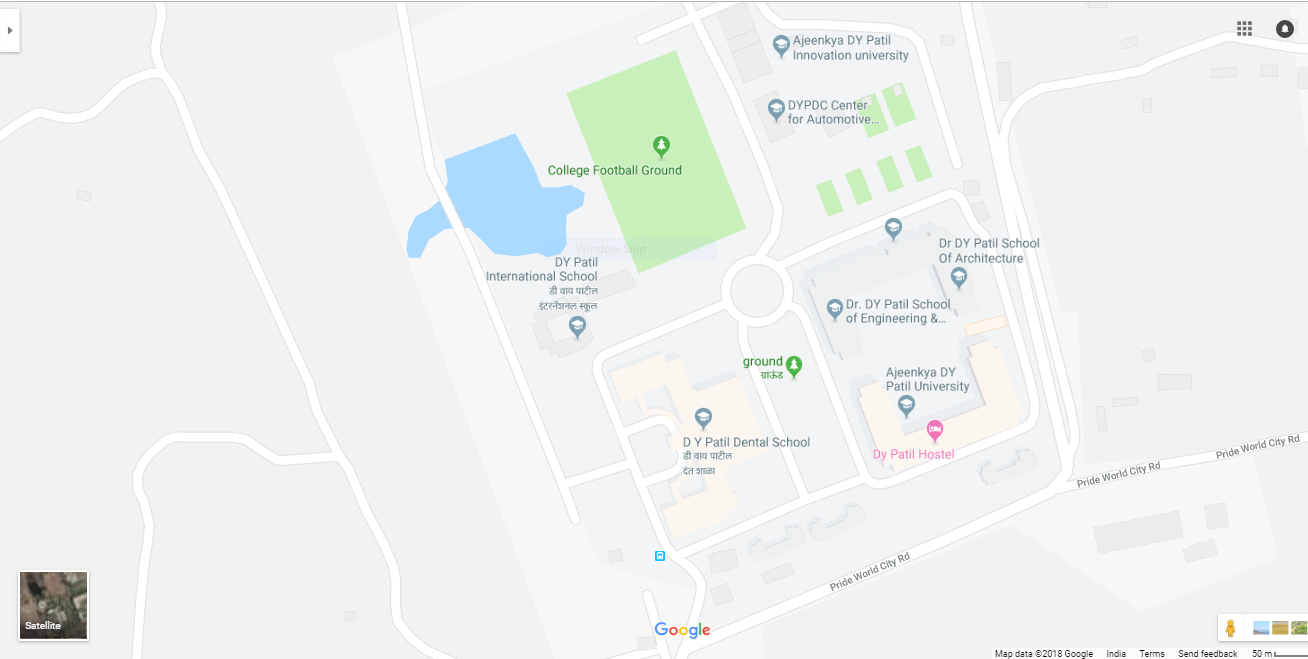 Ajeenkya DY Patil
Innovation university
DYPDC Center
for Automotive...
College Football Ground
Window Snip
DY Patil
International School
डी वाय पाटील
इंटरनॅशनल स्कूल
Dr DY Patil School
Of Architecture
Dr. DY Patil School
of Engineering &...
ground
ग्राऊंड
Ajeenkya DY
Patil University
D Y Patil Dental School
डी वाय पाटील
दंत शाळा
Dy Patil Hostel
Pride World City Rd
Pride World City Rd
Pride World City Rd
Satellite
Google
Map data ©2018 Google India Terms Send feedback 50 m